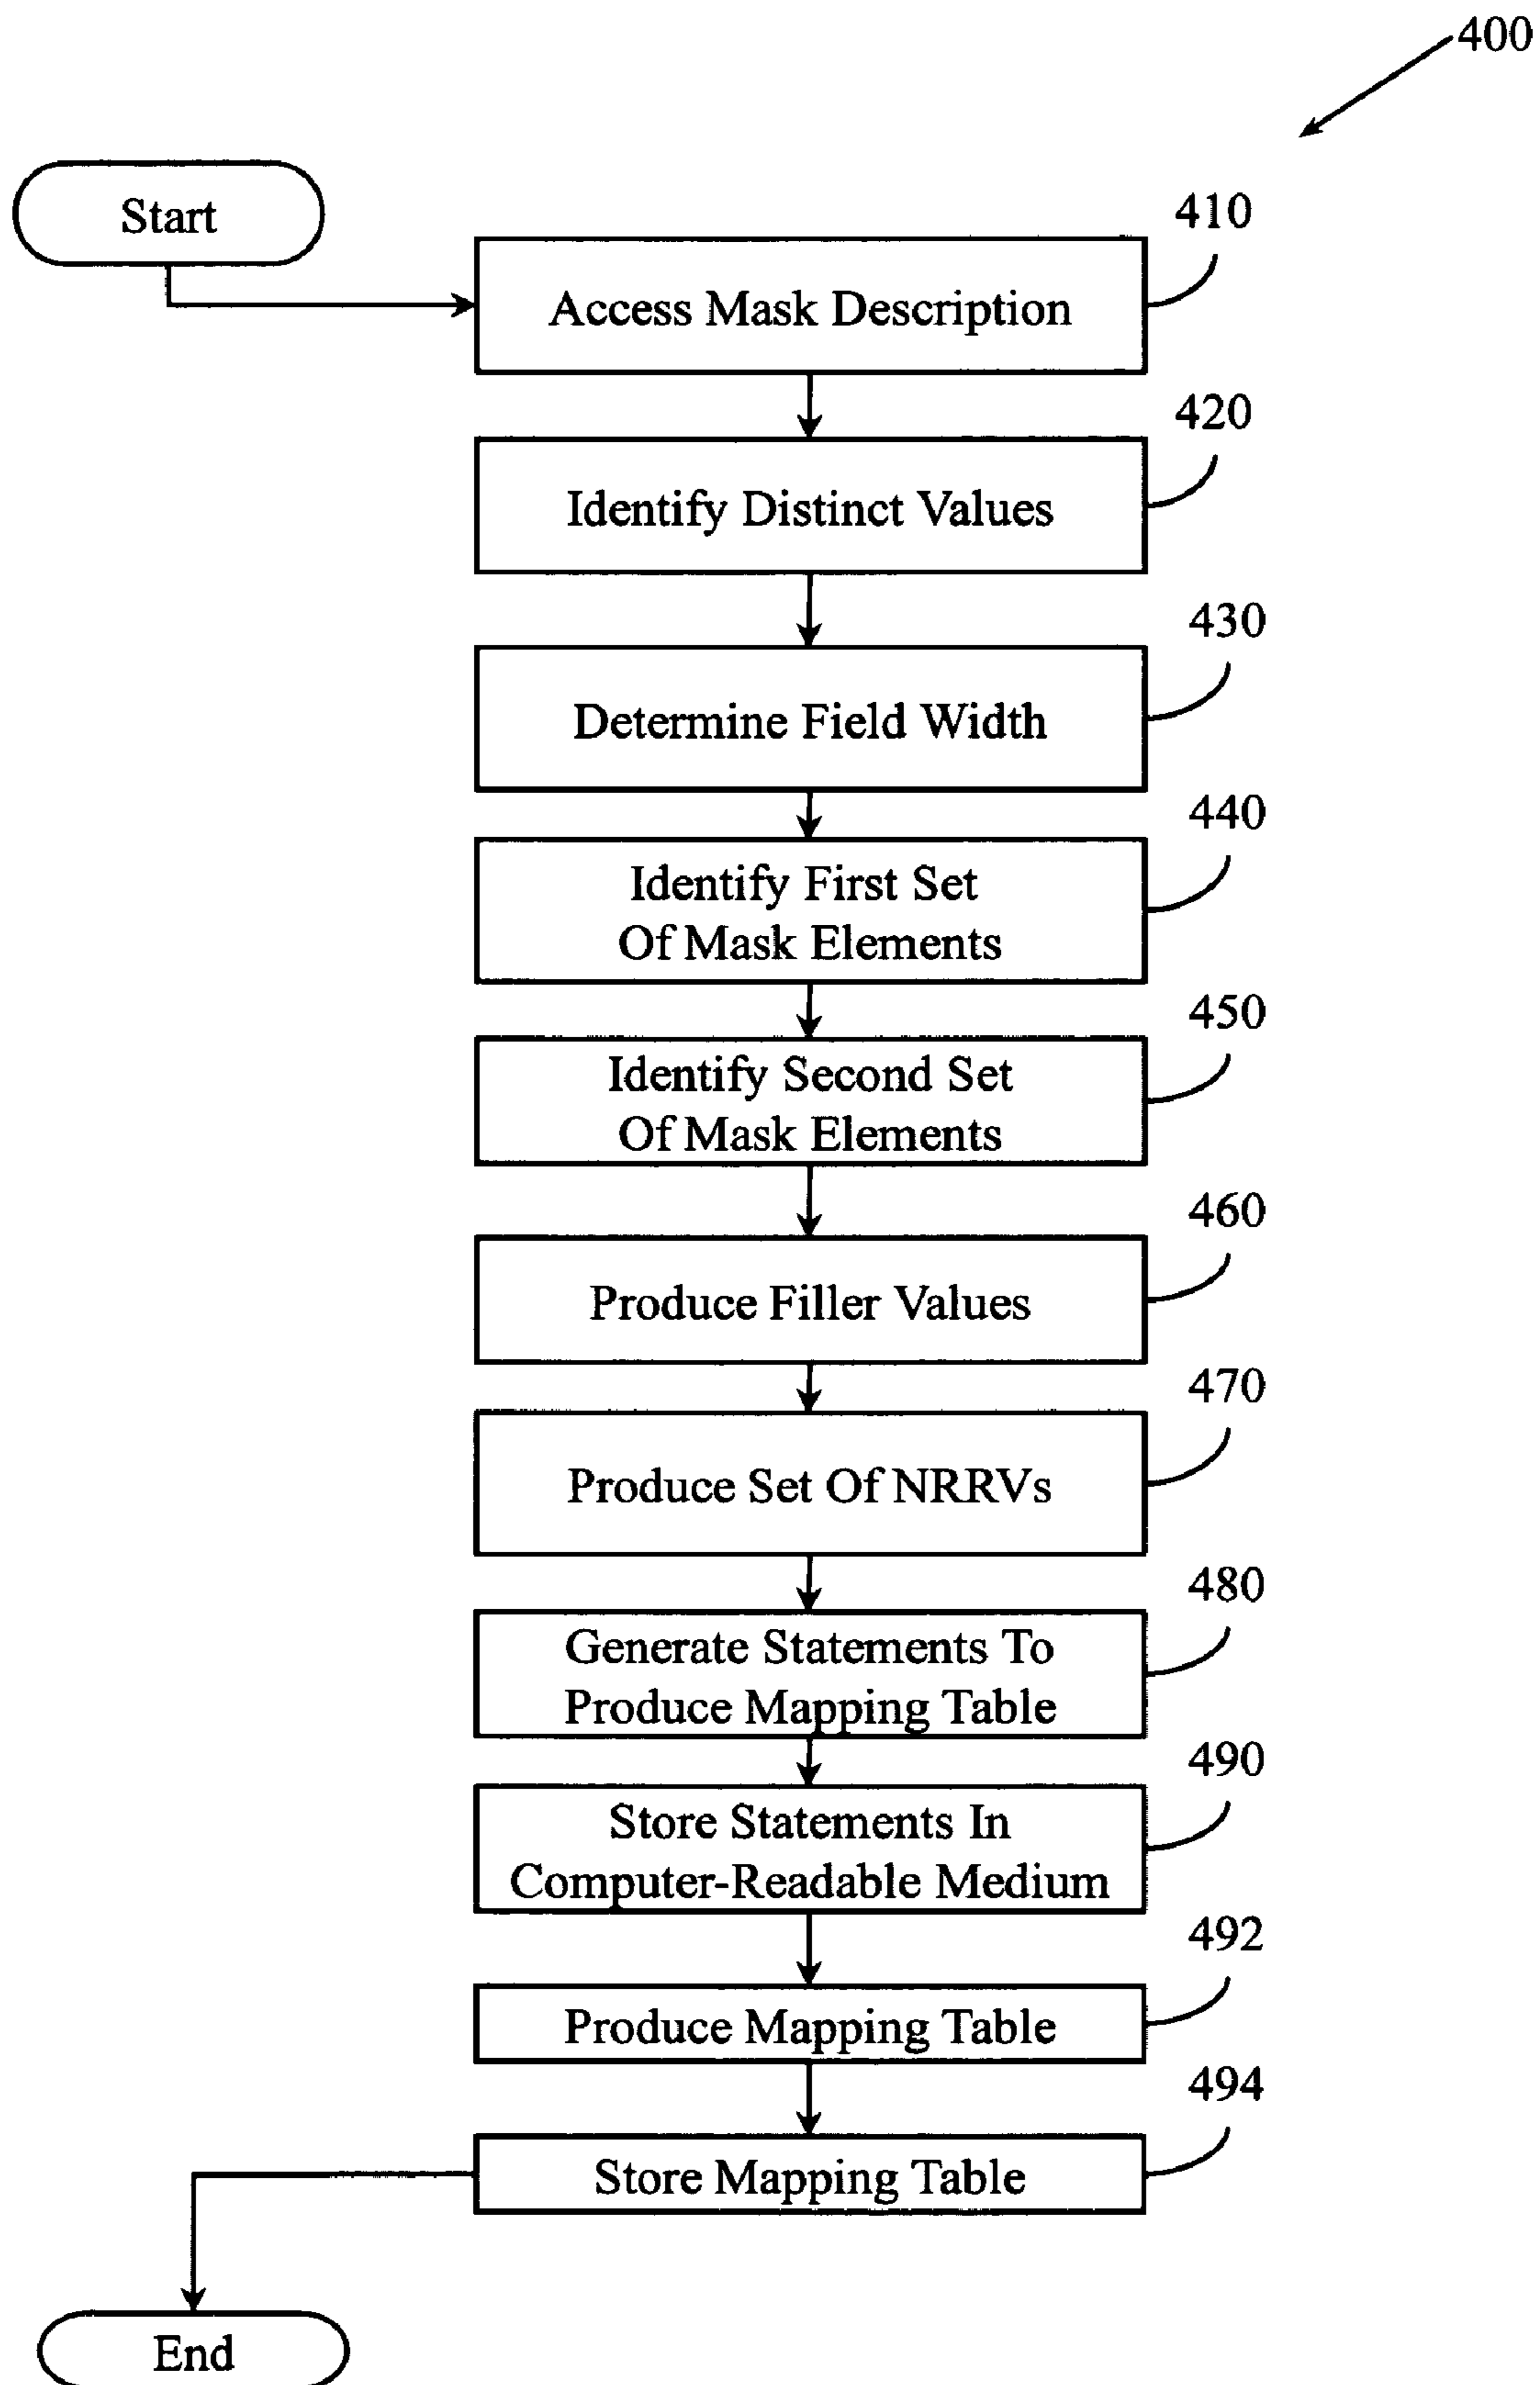 400
Start
410
Access Mask Description
420
Identify Distinct Values
430
Determine Field Width
440
Identify First Set
Of Mask Elements
450
Identify Second Set
Of Mask Elements
460
Produce Filler Values
470
Produce Set Of NRRVs
480
Generate Statements To
Produce Mapping Table
490
Store Statements In
Computer-Readable Medium
492
Produce Mapping Table
494
Store Mapping Table
End